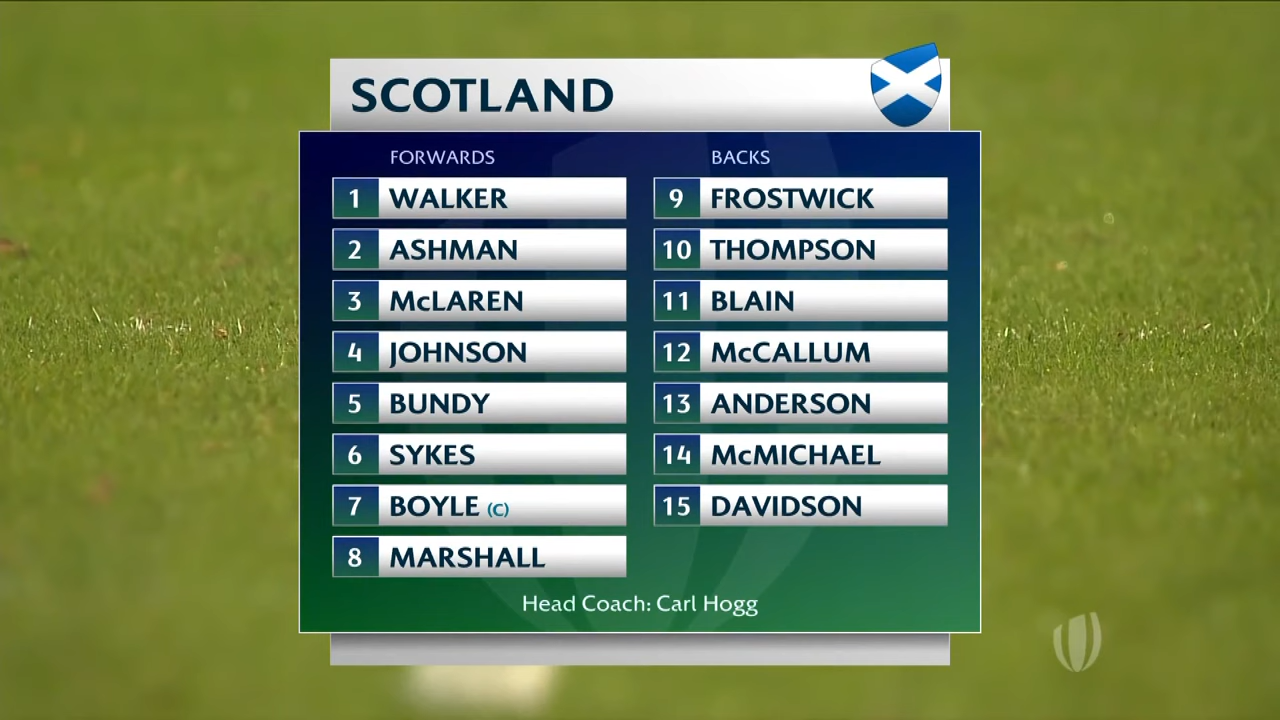 SCOTLAND
FORWARDS
1 WALKER
2 ASHMAN
3 McLAREN
4 JOHNSON
5 BUNDY
6 SYKES
7 BOYLE (C)
8 MARSHALL
BACKS
9 FROSTWICK
10 THOMPSON
11 BLAIN
12 McCALLUM
13 ANDERSON
14 McMICHAEL
15 DAVIDSON
Head Coach: Carl Hogg